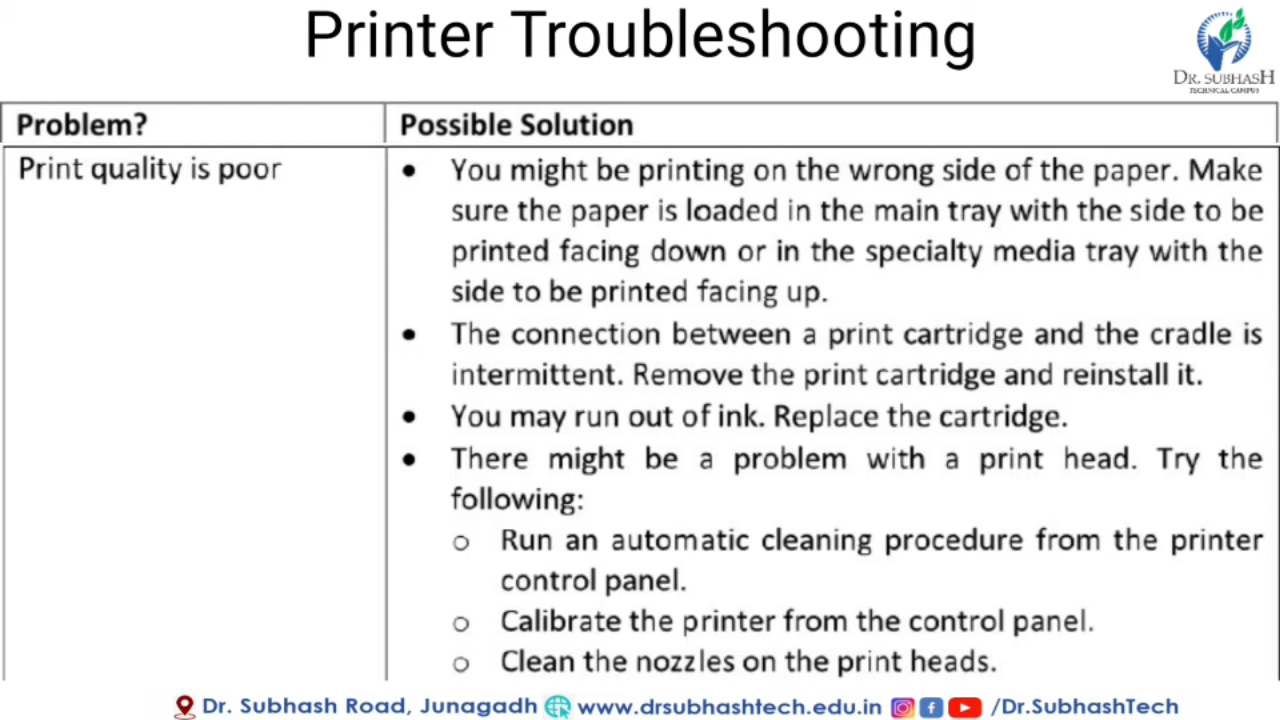 Printer Troubleshooting
DR. SUBHASH
TECHNICAL CAMPUS
Problem?
Possible Solution
Print quality is poor
• You might be printing on the wrong side of the paper. Make
sure the paper is loaded in the main tray with the side to be
printed facing down or in the specialty media tray with the
side to be printed facing up.
• The connection between a print cartridge and the cradle is
intermittent. Remove the print cartridge and reinstall it.
• You may run out of ink. Replace the cartridge.
• There might be a problem with a print head. Try the
following:
o Run an automatic cleaning procedure from the printer
control panel.
o Calibrate the printer from the control panel.
o Clean the nozzles on the print heads.
Dr. Subhash Road, Junagadh www.drsubhashtech.edu.in /Dr.SubhashTech